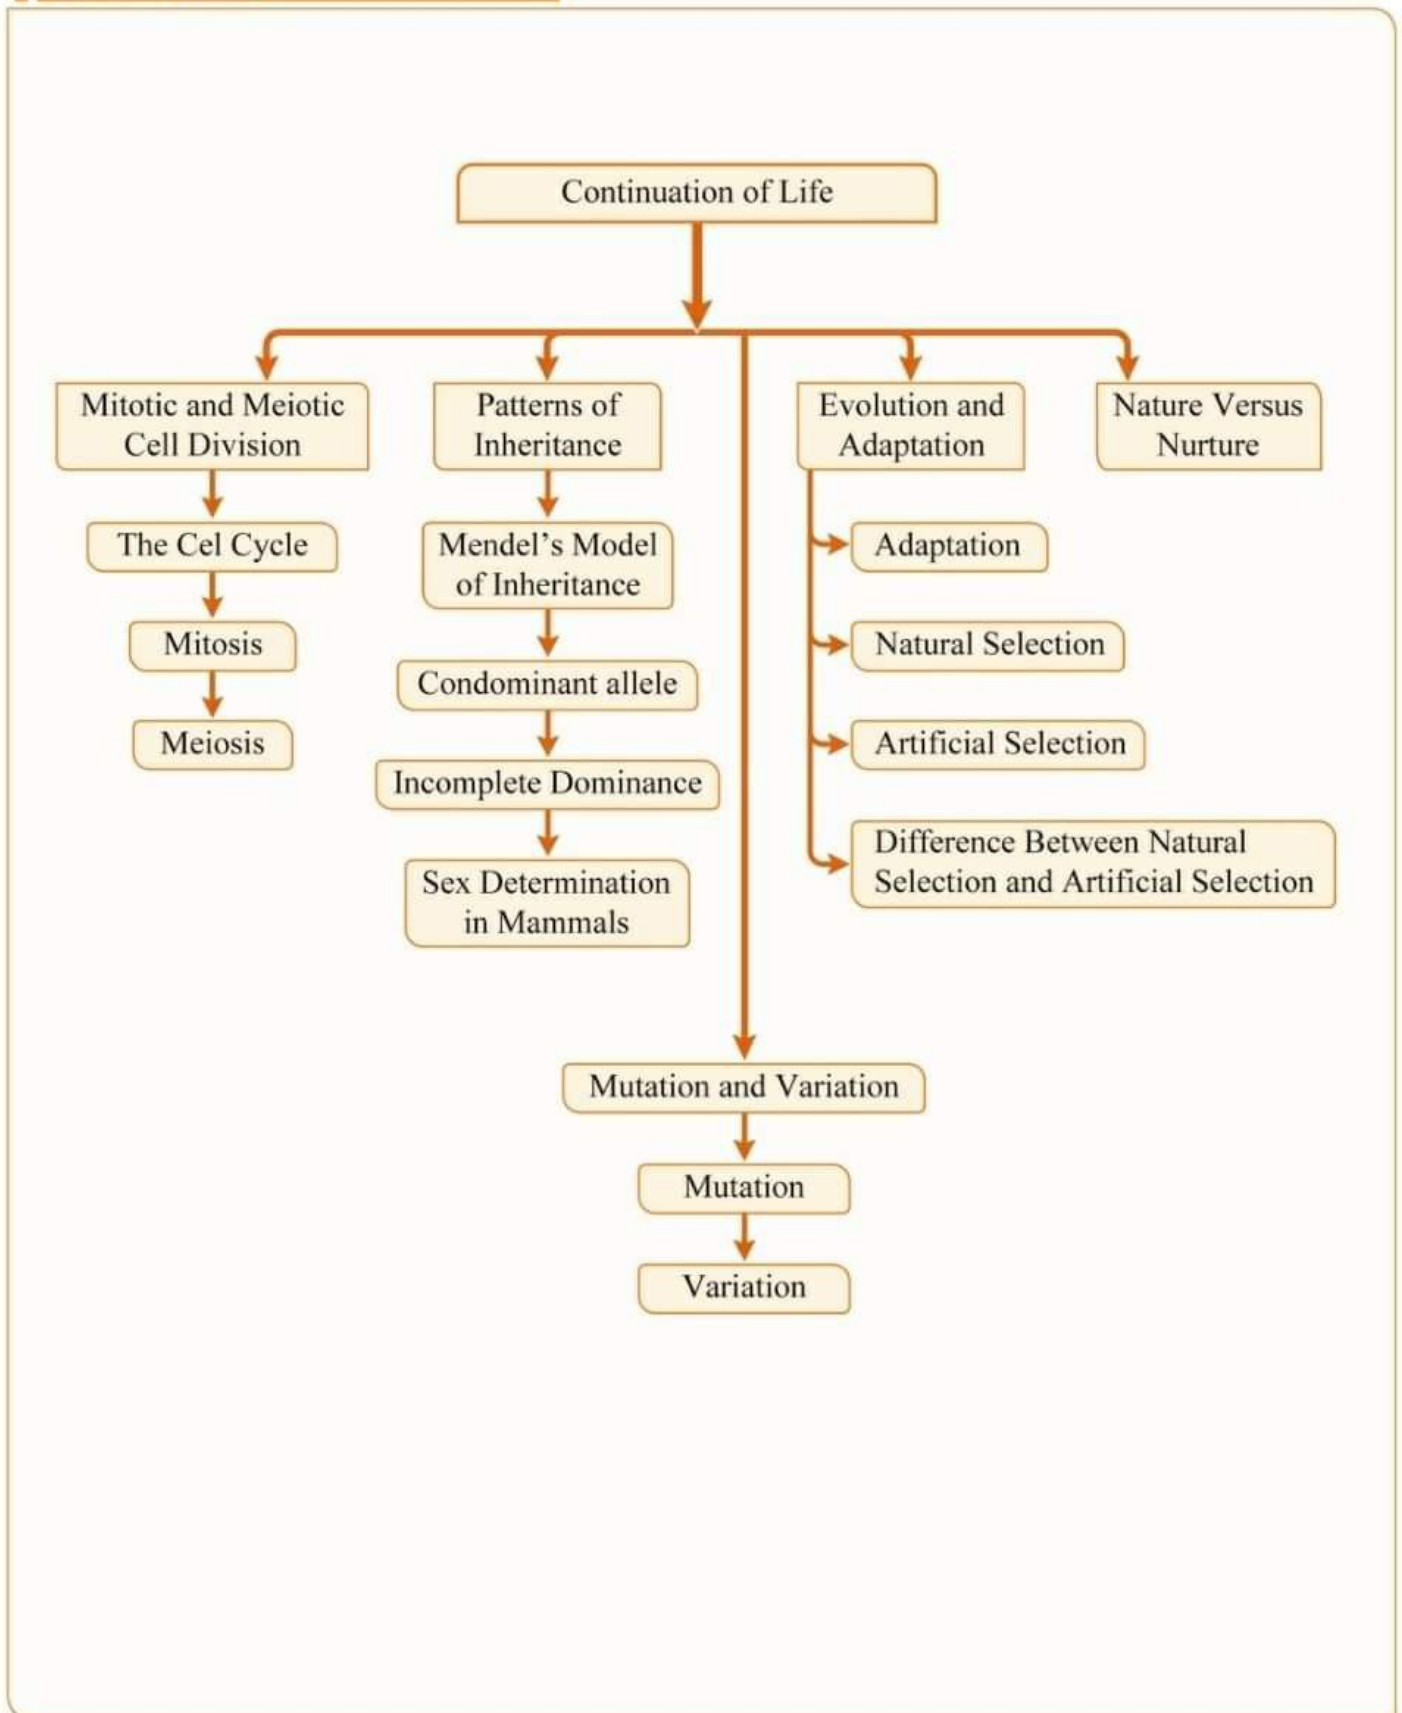 Continuation of Life
Mitotic and Meiotic
Cell Division
The Cel Cycle
Mitosis
Meiosis
Patterns of
Inheritance
Mendel's Model
of Inheritance
Condominant allele
Incomplete Dominance
Sex Determination
in Mammals
Mutation and Variation
Mutation
Variation
Evolution and
Adaptation
Adaptation
Natural Selection
Artificial Selection
Difference Between Natural
Selection and Artificial Selection
Nature Versus
Nurture